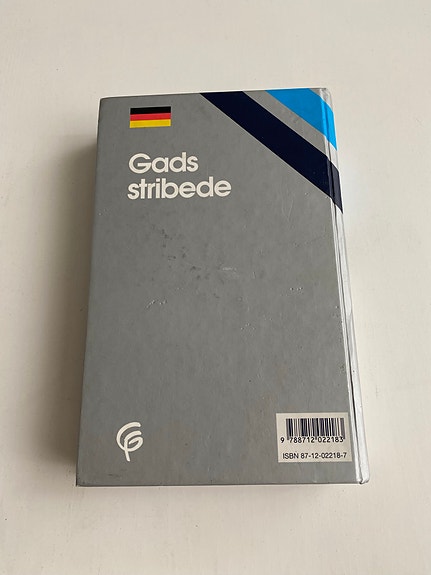 Gads
stribede
9 788712 022183
ISBN 87-12-02218-7